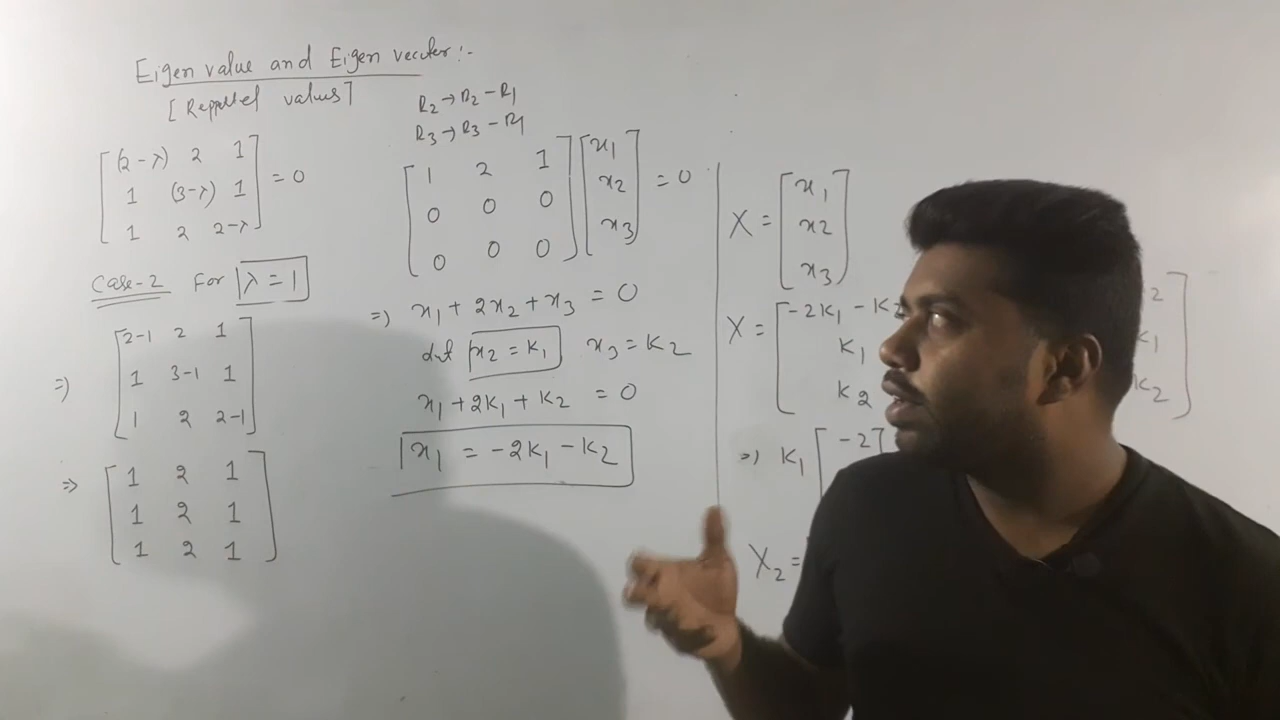 Eigen value and Eigen vecuter :-
[Reppeted values]
(2-λ) 2 1
1 (3-λ) 1 = 0
1 2 2-λ
Case-2 For λ = 1
2-1 2 1
=) 1 3-1 1
1 2 2-1
=> 1 2 1
1 2 1
1 2 1
R2 → R2 - R1
R3 → R3 - R1
1 2 1 x1
0 0 0 x2 = 0
0 0 0 x3
=) x1 + 2x2 + x3 = 0
x2 = K1 x3 = K2
x1 + 2K1 + K2 = 0
x1 = -2K1 - K2
x1
X = x2
x3
-2K1 - K2
X = K1
K2
=) K1 [-2
X2 =